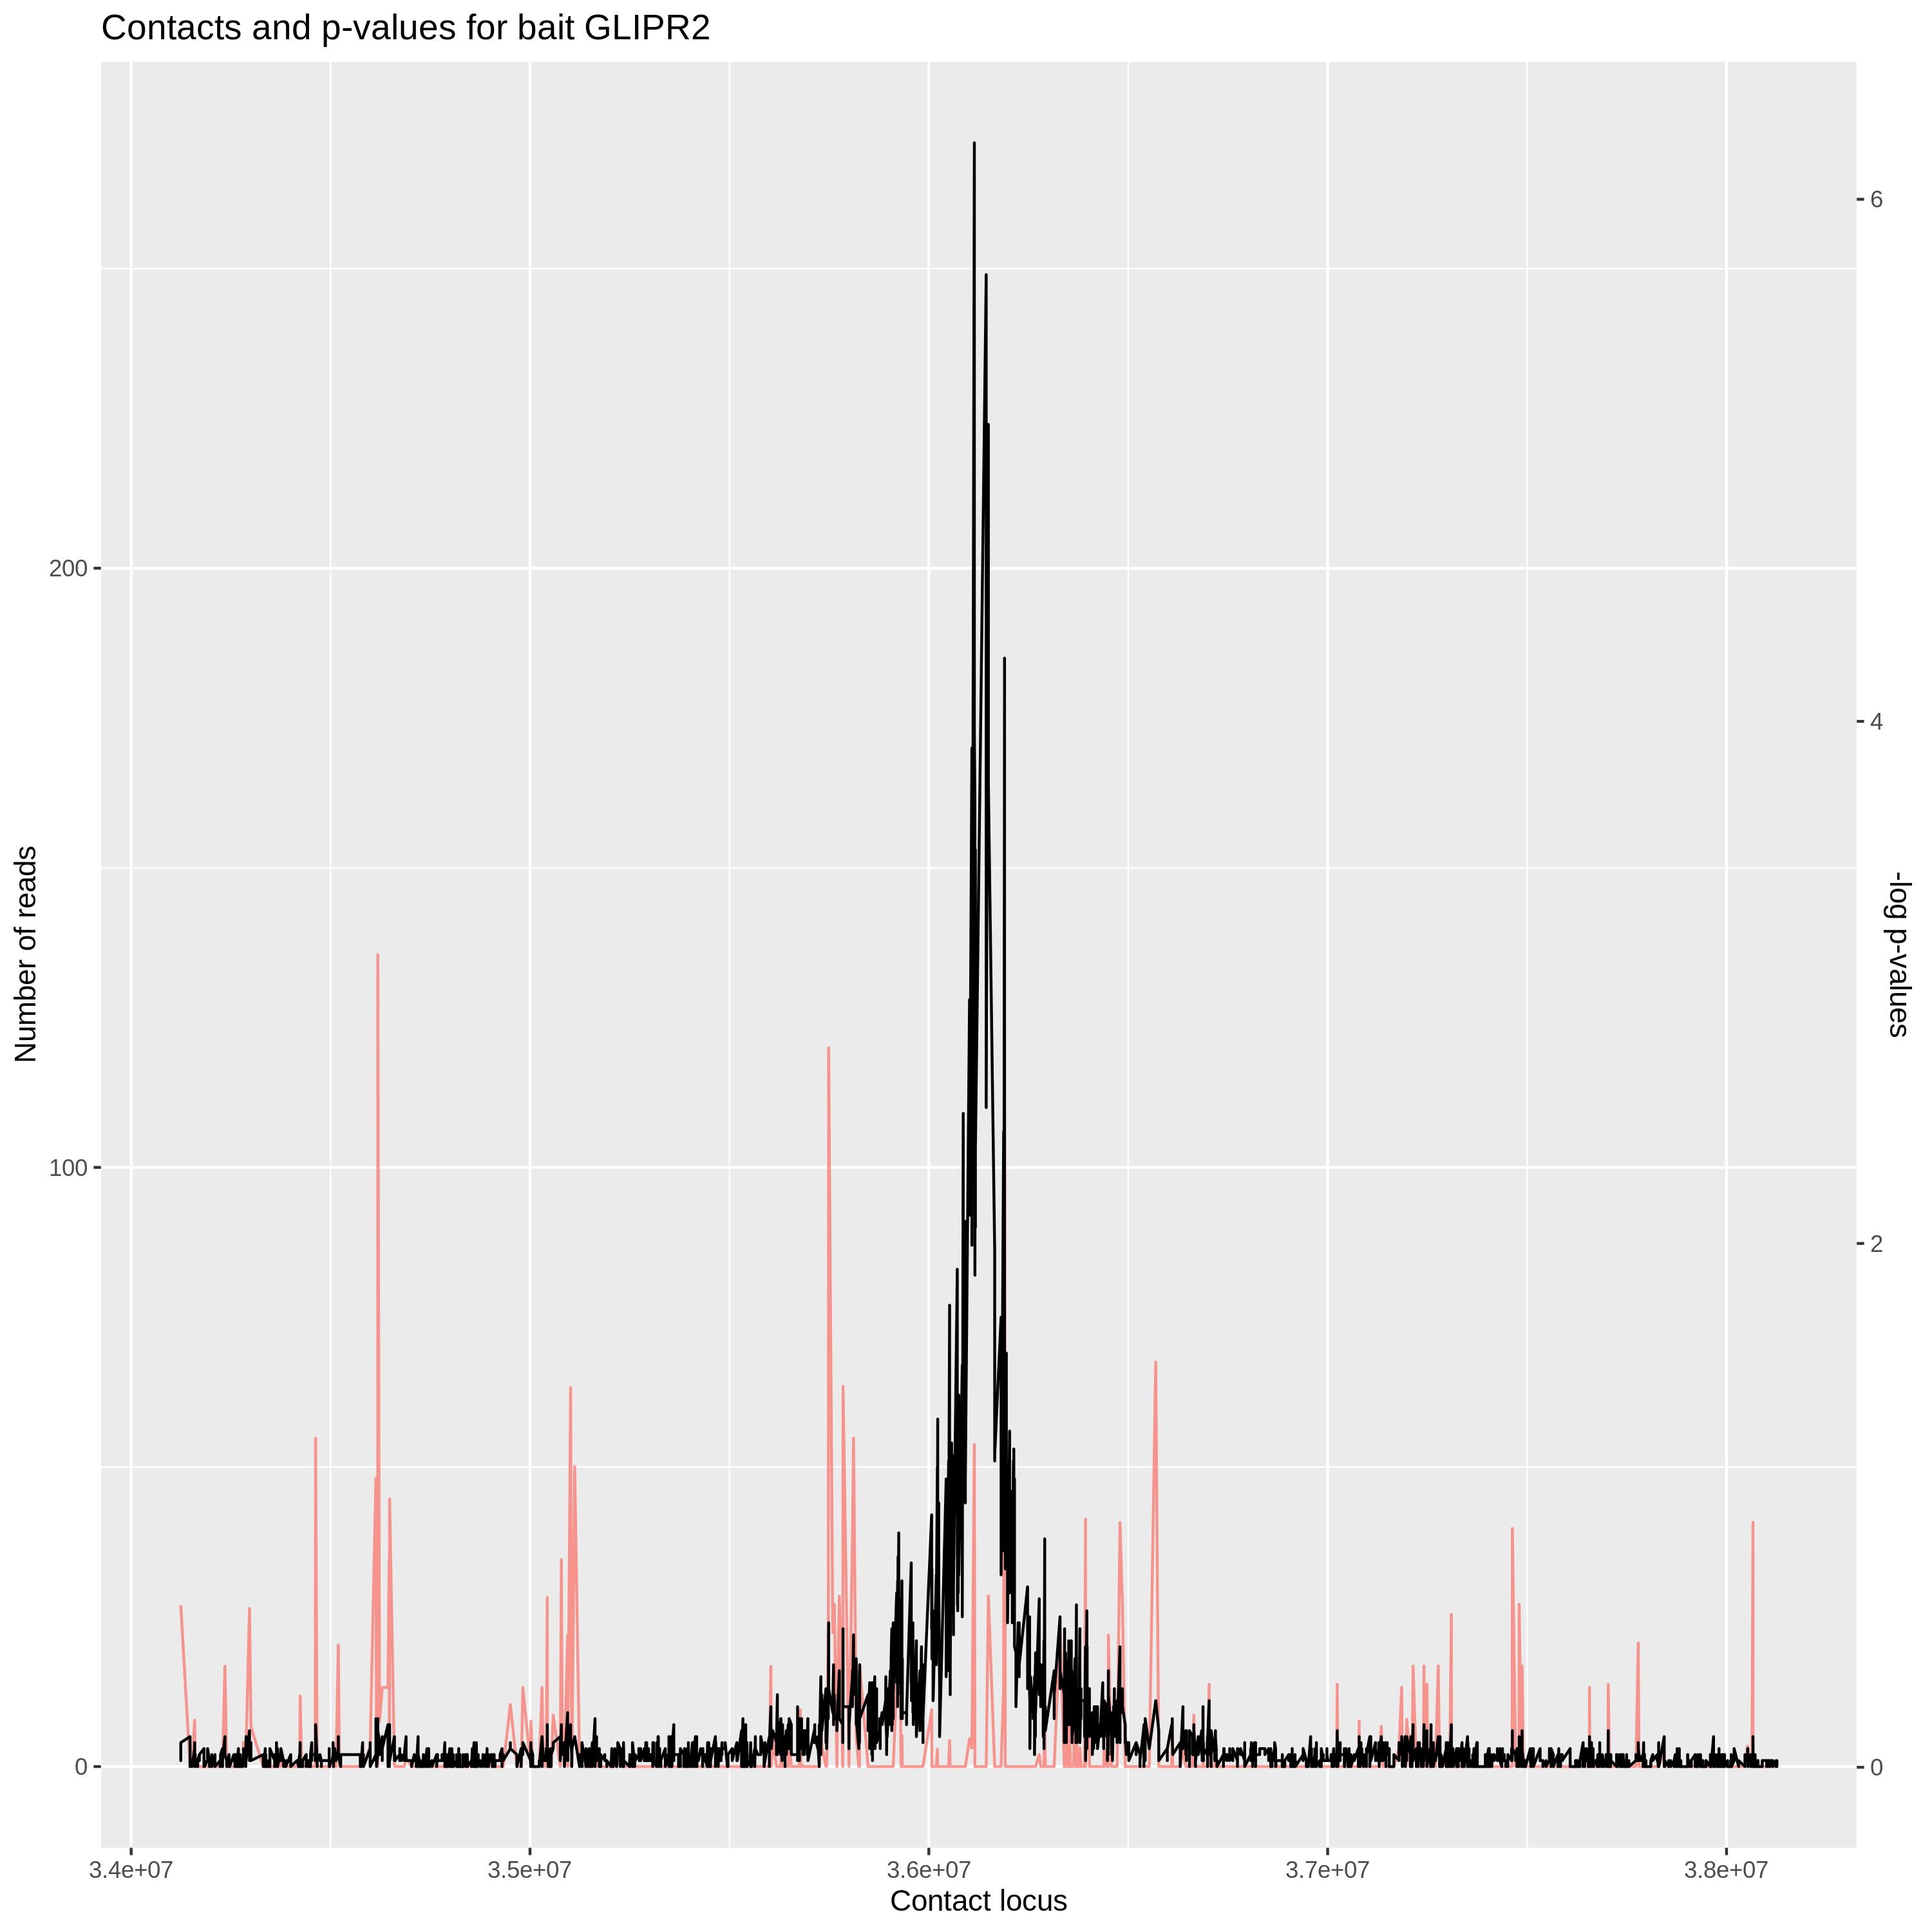 Contacts and p-values for bait GLIPR2
Number of reads
200
100
0
6
4
2
0
-log p-values
3.4e+07
3.5e+07
3.6e+07
3.7e+07
3.8e+07
Contact locus